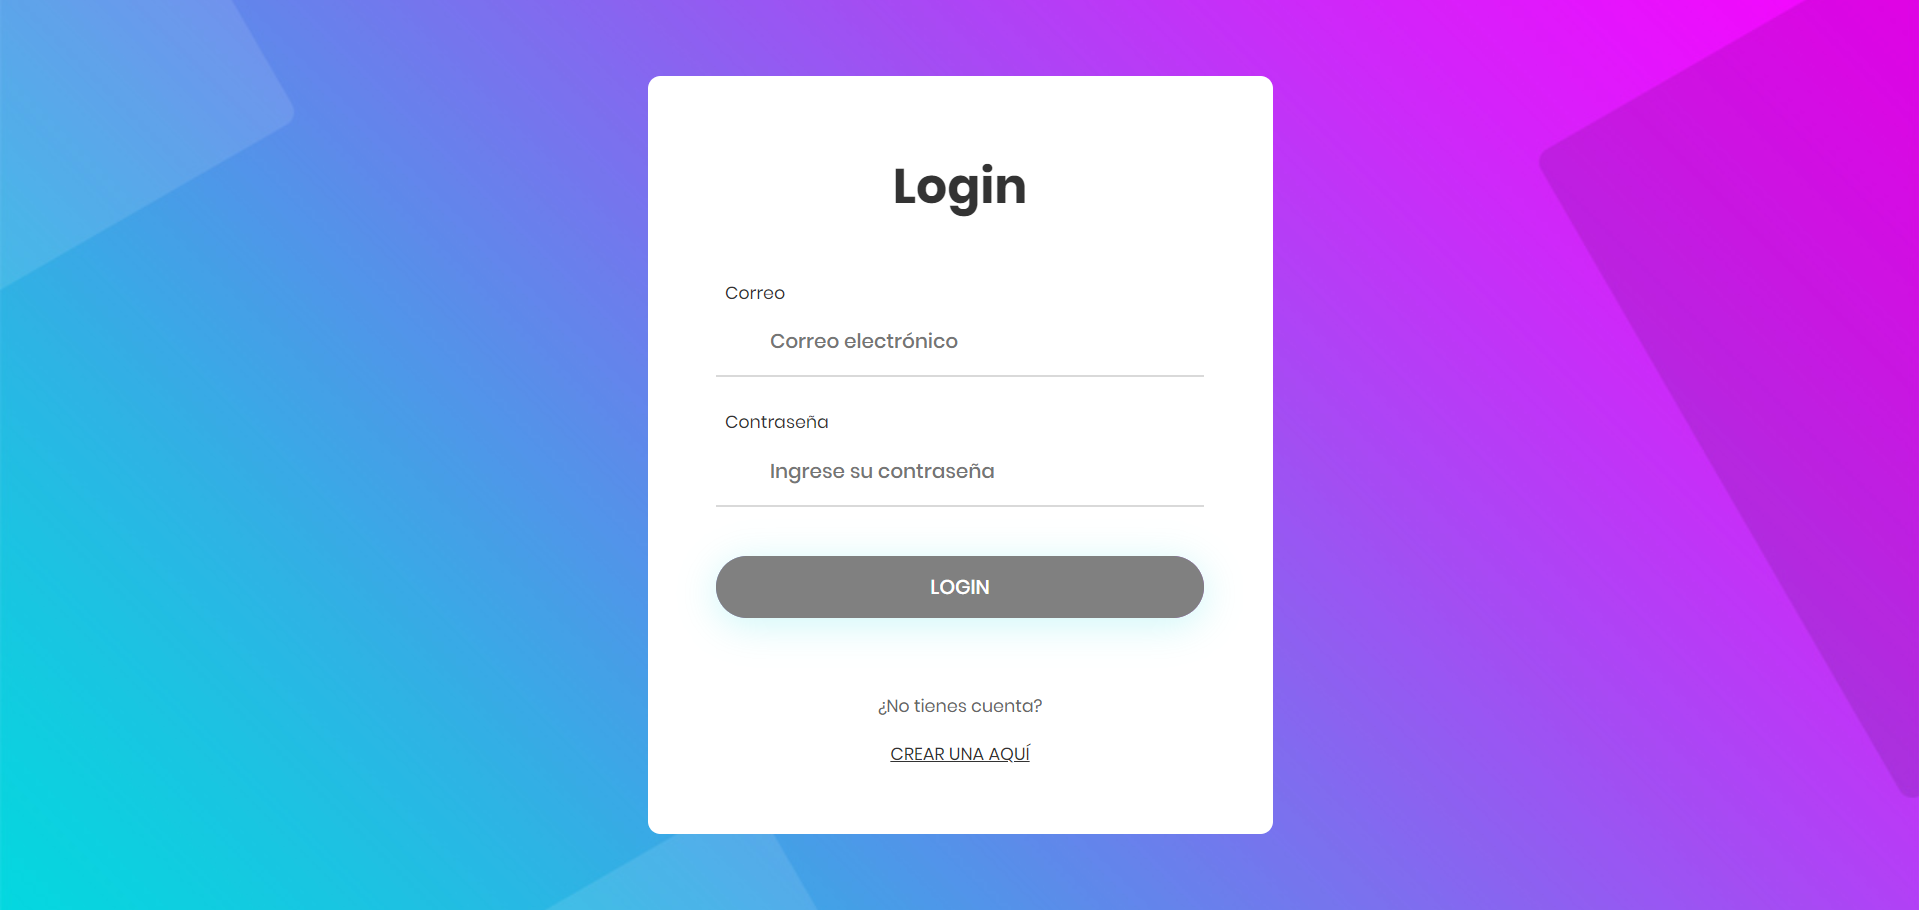 Login
Correo
Correo electrónico
Contraseña
Ingrese su contraseña
LOGIN
¿No tienes cuenta?
CREAR UNA AQUÍ